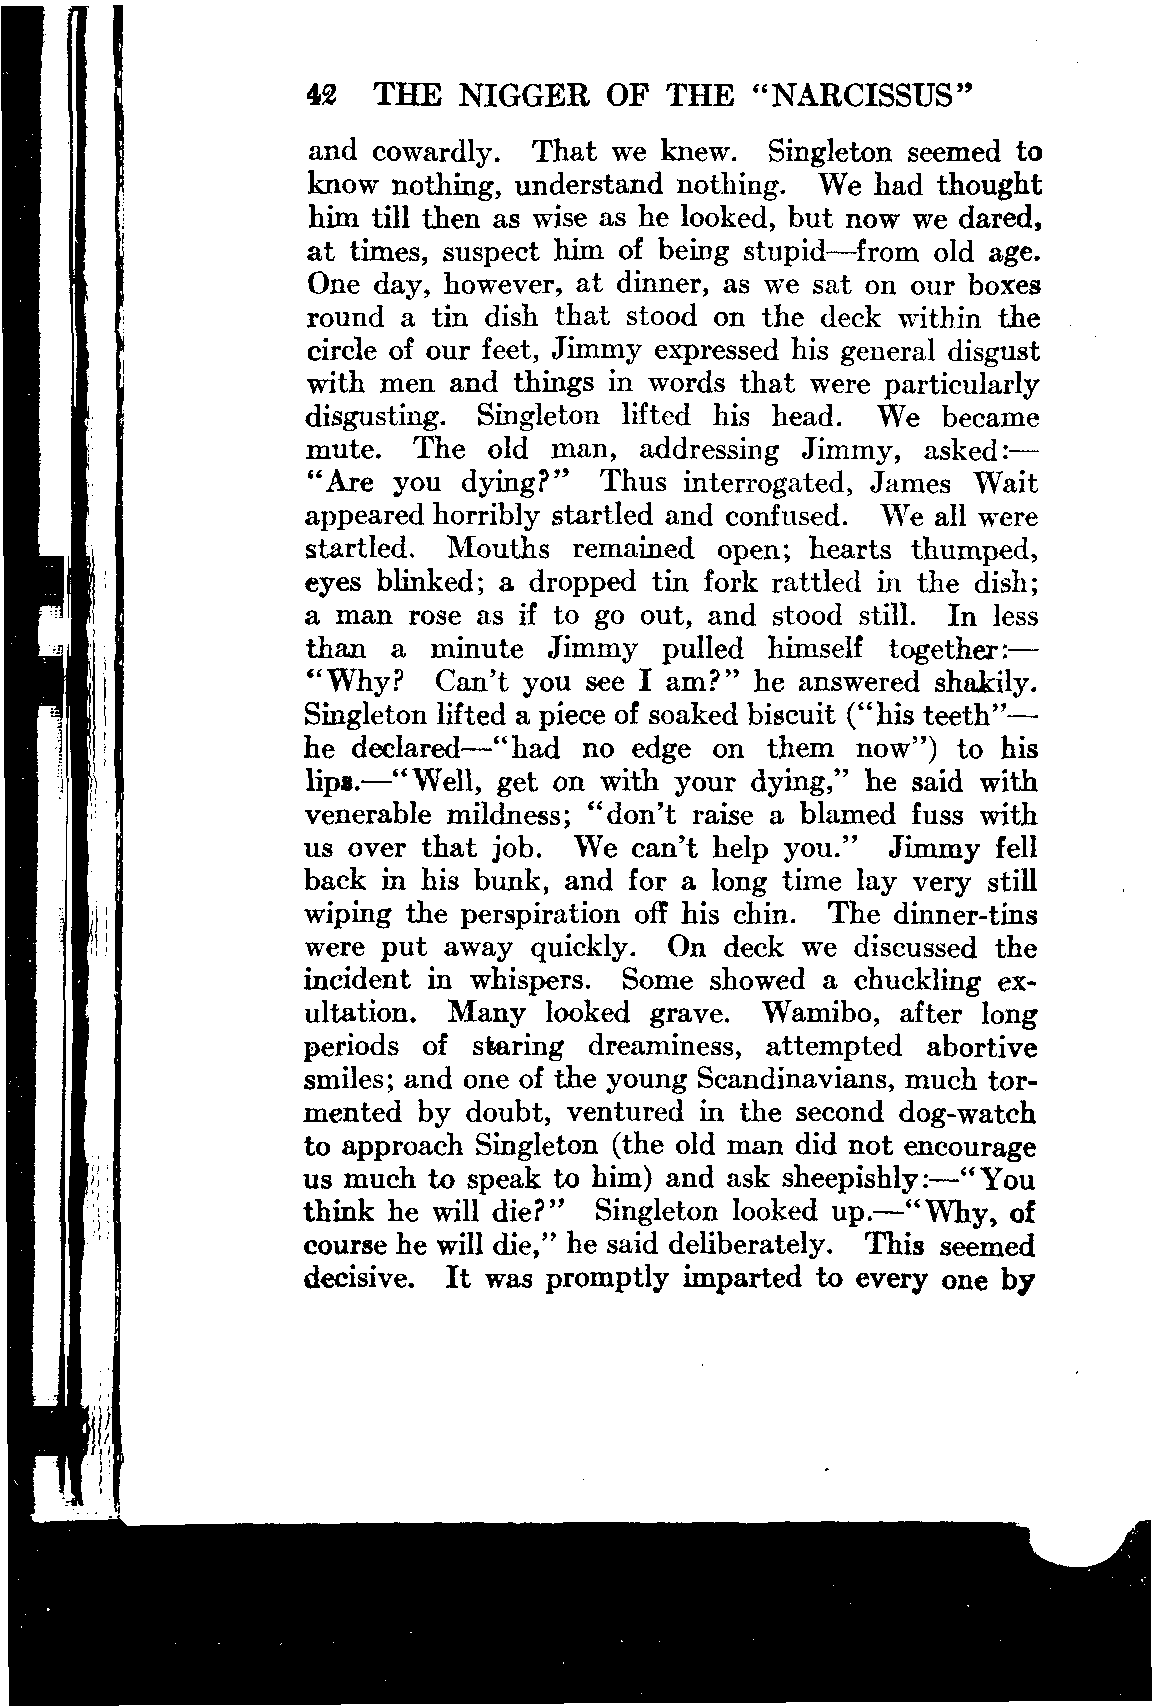 42 THE NIGGER OF THE “NARCISSUS”
and cowardly. That we knew. Singleton seemed to
know nothing, understand nothing. We had thought
him till then as wise as he looked, but now we dared,
at times, suspect him of being stupid—from old age.
One day, however, at dinner, as we sat on our boxes
round a tin dish that stood on the deck within the
circle of our feet, Jimmy expressed his general disgust
with men and things in words that were particularly
disgusting. Singleton lifted his head. We became
mute. The old man, addressing Jimmy, asked:—
“Are you dying?” Thus interrogated, James Wait
appeared horribly startled and confused. We all were
startled. Mouths remained open; hearts thumped,
eyes blinked; a dropped tin fork rattled in the dish;
a man rose as if to go out, and stood still. In less
than a minute Jimmy pulled himself together:—
“Why? Can't you see I am?” he answered shakily.
Singleton lifted a piece of soaked biscuit (“his teeth”—
he declared—“had no edge on them now”) to his
lips.—“Well, get on with your dying,” he said with
venerable mildness; “don't raise a blamed fuss with
us over that job. We can't help you.” Jimmy fell
back in his bunk, and for a long time lay very still
wiping the perspiration off his chin. The dinner-tins
were put away quickly. On deck we discussed the
incident in whispers. Some showed a chuckling ex-
ultation. Many looked grave. Wamibo, after long
periods of staring dreaminess, attempted abortive
smiles; and one of the young Scandinavians, much tor-
mented by doubt, ventured in the second dog-watch
to approach Singleton (the old man did not encourage
us much to speak to him) and ask sheepishly:—“You
think he will die?” Singleton looked up.—“Why, of
course he will die,” he said deliberately. This seemed
decisive. It was promptly imparted to every one by